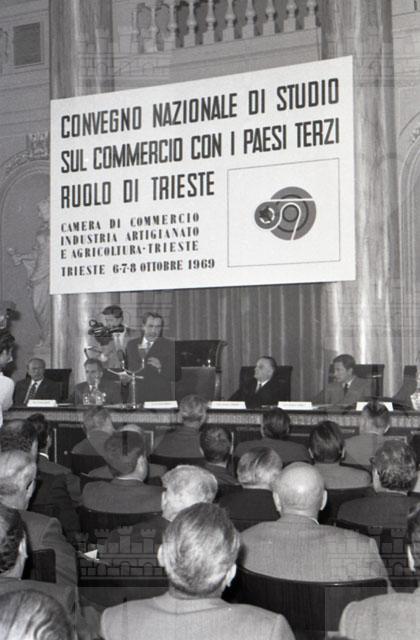 CONVEGNO NAZIONALE DI STUDIO
SUL COMMERCIO CON I PAESI TERZI
RUOLO DI TRIESTE
CAMERA DI COMMERCIO
INDUSTRIA ARTIGIANATO
E AGRICOLTURA - TRIESTE
TRIESTE 6-7-8 OTTOBRE 1969